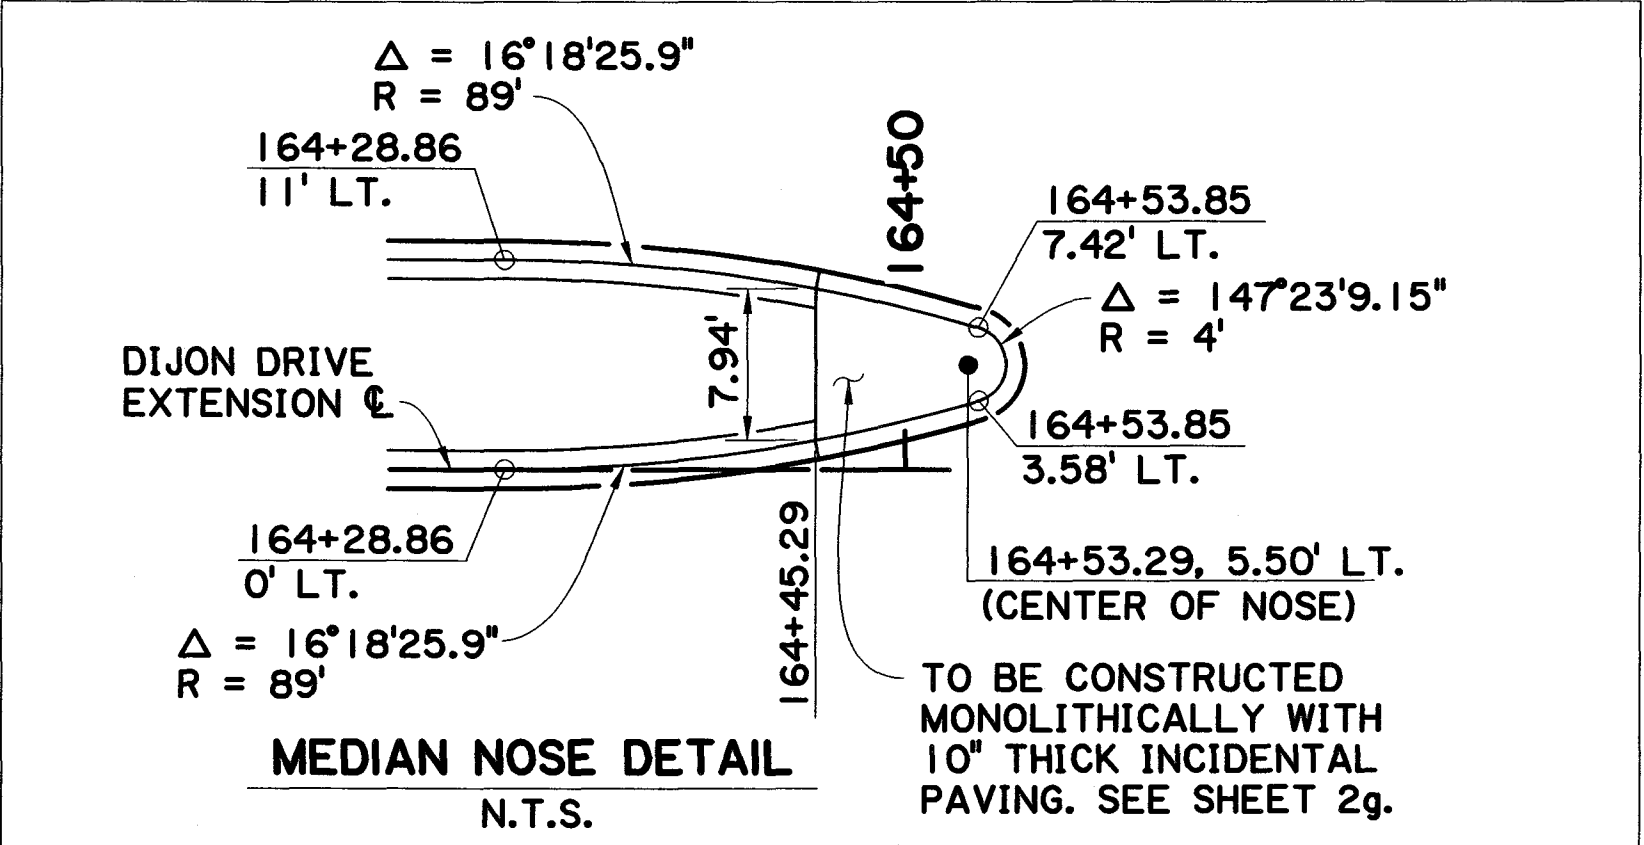 Δ = 16°18'25.9"
R = 89'
164+28.86
11' LT.
164+50
164+53.85
7.42' LT.
Δ = 147°23'9.15"
R = 4'
7.94'
DIJON DRIVE
EXTENSION ℄
164+53.85
3.58' LT.
164+28.86
0' LT.
164+45.29
164+53.29, 5.50' LT.
(CENTER OF NOSE)
Δ = 16°18'25.9"
R = 89'
TO BE CONSTRUCTED
MONOLITHICALLY WITH
10" THICK INCIDENTAL
PAVING. SEE SHEET 2g.
MEDIAN NOSE DETAIL
N.T.S.